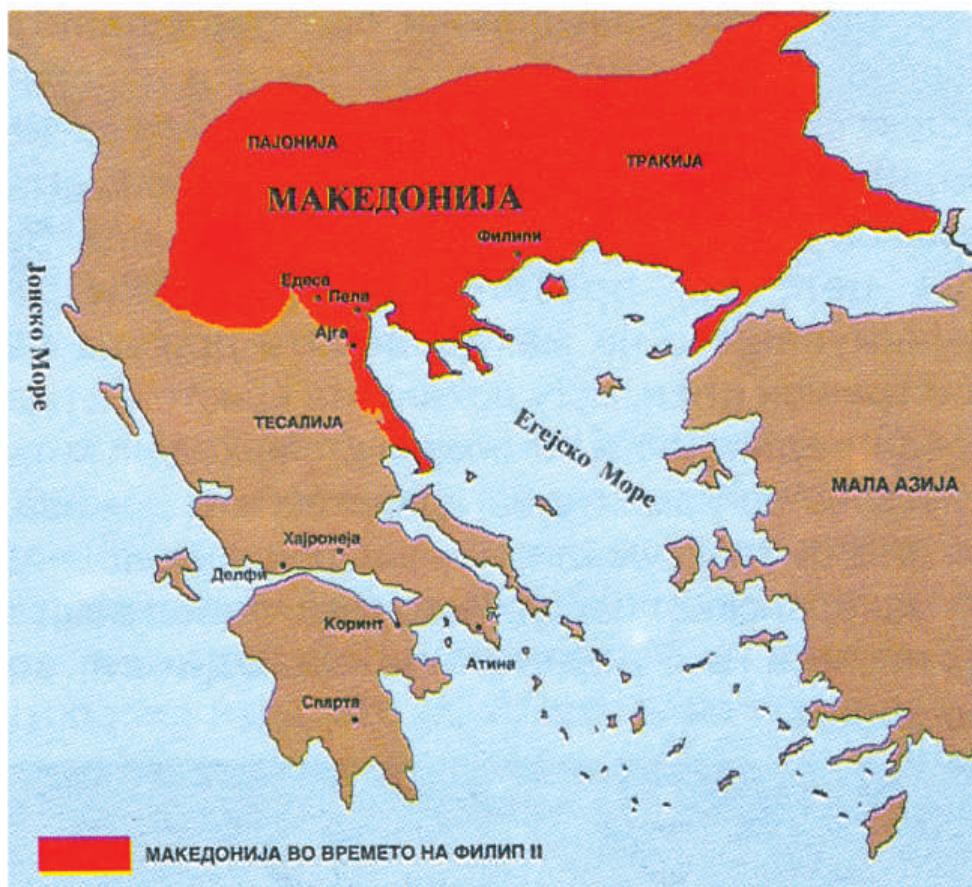 ПАЈОНИЈА
ТРАКИЈА
МАКЕДОНИЈА
Филипи
Едеса
Пела
Ајга
Јонско Море
ТЕСАЛИЈА
Егејско Море
МАЛА АЗИЈА
Хајронеја
Делфи
Коринт
Атина
Спарта
МАКЕДОНИЈА ВО ВРЕМЕТО НА ФИЛИП II